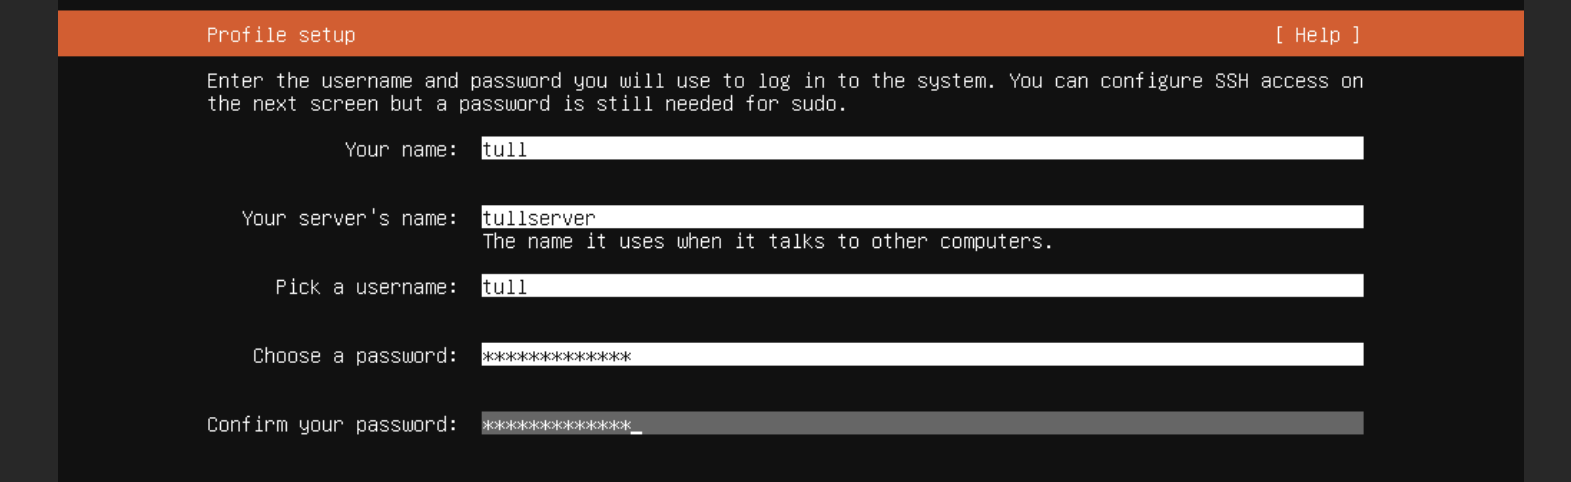 Profile setup [ Help ]
Enter the username and password you will use to log in to the system. You can configure SSH access on
the next screen but a password is still needed for sudo.
Your name: tull
Your server's name: tullserver
The name it uses when it talks to other computers.
Pick a username: tull
Choose a password: *************
Confirm your password: *************_